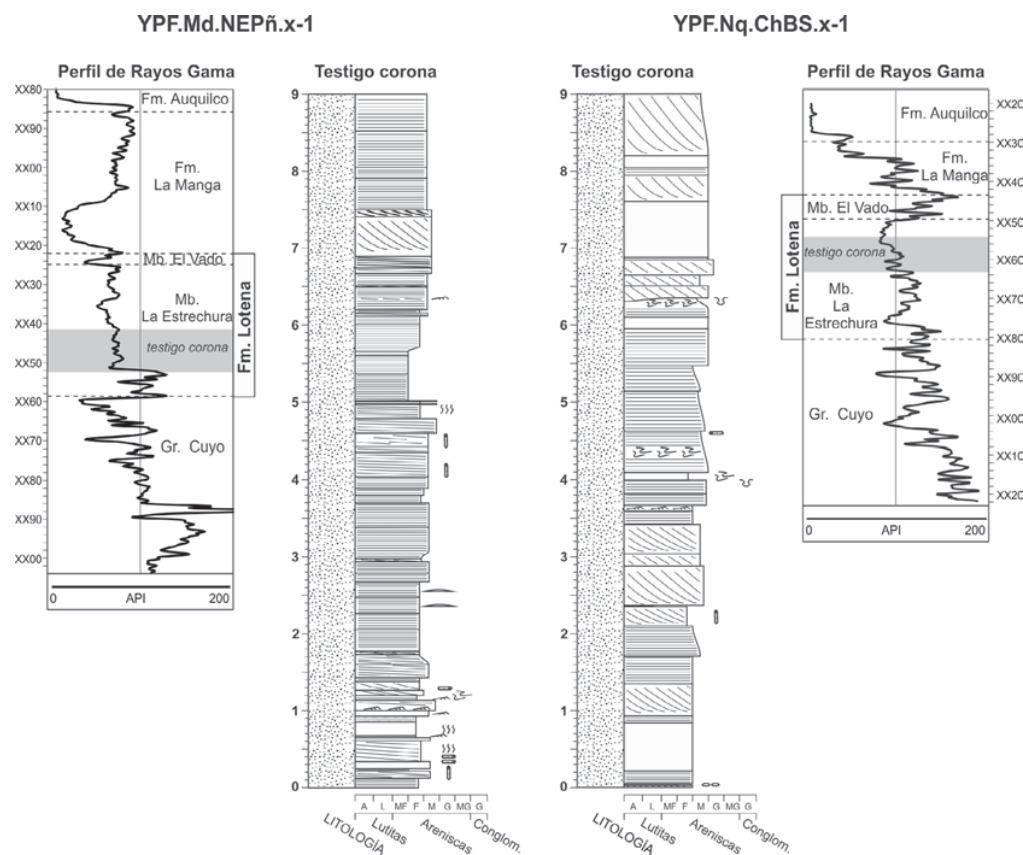 YPF.Md.NEPñ.x-1
YPF.Nq.ChBS.x-1
Perfil de Rayos Gama
Testigo corona
Testigo corona
Perfil de Rayos Gama
XX80
XX90
XX00
XX10
XX20
XX30
XX40
XX50
XX60
XX70
XX80
XX90
XX00
Fm. Auquilco
Fm.
La Manga
Mb. El Vado
Mb.
La Estrechura
testigo corona
Fm. Lotena
Gr. Cuyo
0
API
200
9
8
7
6
5
4
3
2
1
0
A L MF F M G MG G
LITOLOGÍA
Lutitas
Areniscas
Conglom.
9
8
7
6
5
4
3
2
1
0
A L MF F M G MG G
LITOLOGÍA
Lutitas
Areniscas
Conglom.
Fm. Auquilco
Fm.
La Manga
Mb. El Vado
testigo corona
Mb.
La
Estrechura
Fm. Lotena
Gr. Cuyo
XX20
XX30
XX40
XX50
XX60
XX70
XX80
XX90
XX00
XX10
XX20
0
API
200